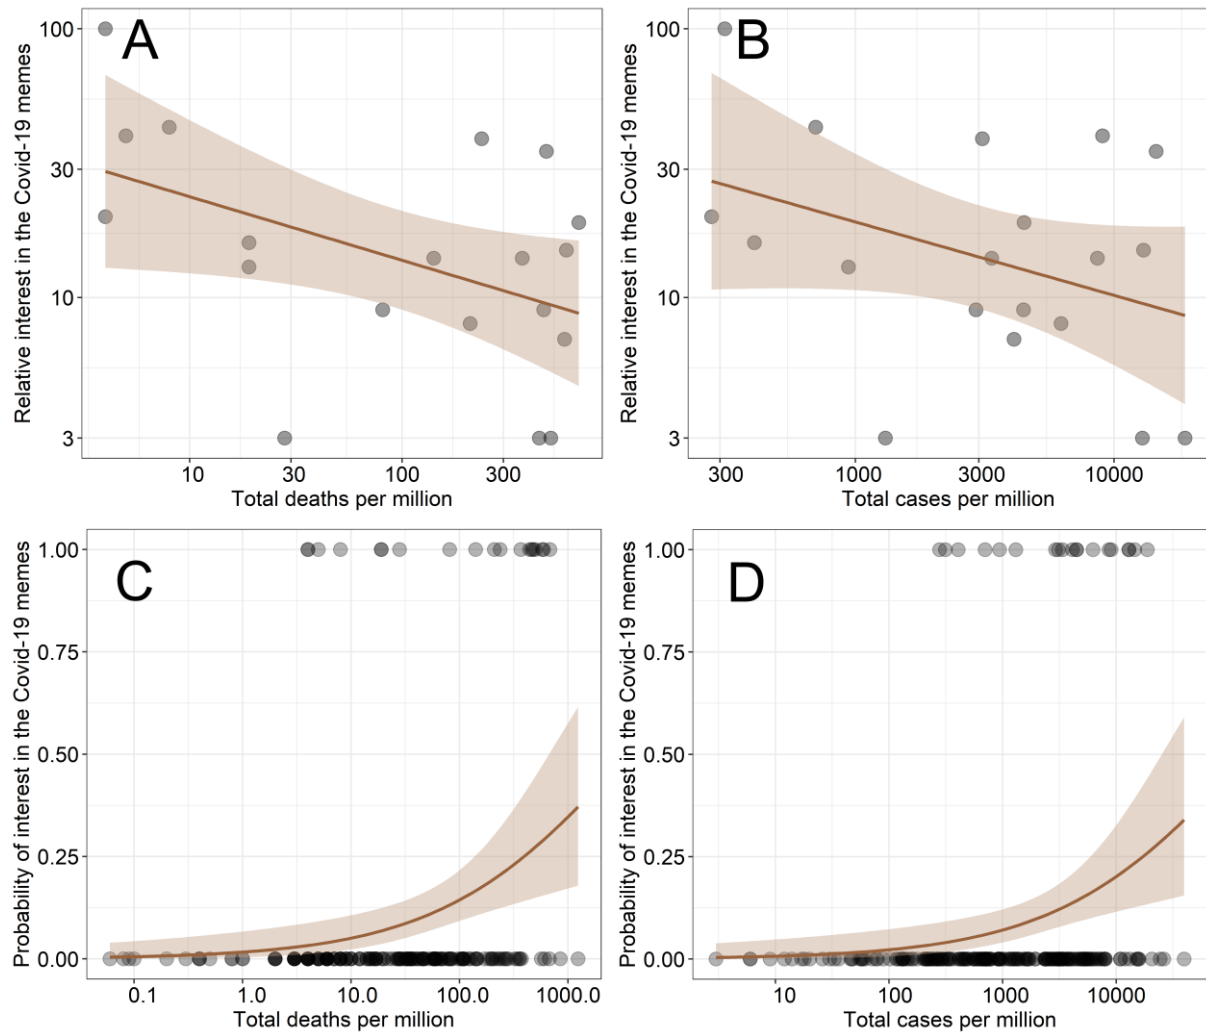 A
Relative interest in the Covid-19 memes
100
30
10
3
10 30 100 300
Total deaths per million
B
Relative interest in the Covid-19 memes
100
30
10
3
300 1000 3000 10000
Total cases per million
C
Probability of interest in the Covid-19 memes
1.00
0.75
0.50
0.25
0.00
0.1 1.0 10.0 100.0 1000.0
Total deaths per million
D
Probability of interest in the Covid-19 memes
1.00
0.75
0.50
0.25
0.00
10 100 1000 10000
Total cases per million